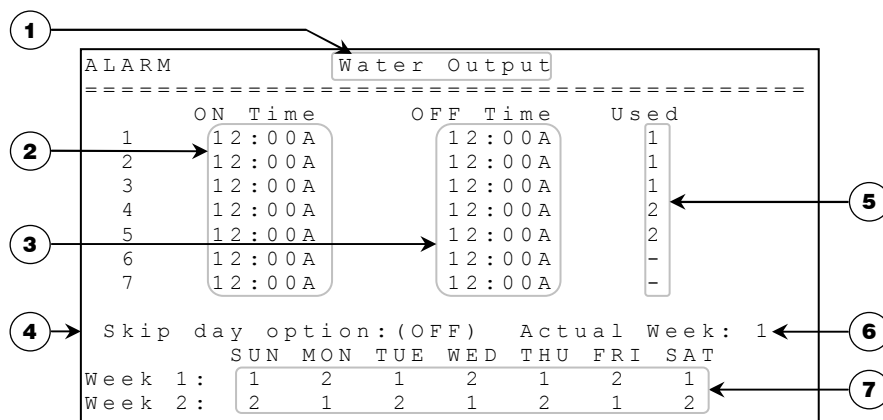 1
ALARM Water Output
========================================
ON Time OFF Time Used
1 12:00A 12:00A 1
2 12:00A 12:00A 1
3 12:00A 12:00A 1
4 12:00A 12:00A 2
5 12:00A 12:00A 2
6 12:00A 12:00A -
7 12:00A 12:00A -
2
3
5
4 Skip day option:(OFF) Actual Week: 1 6
SUN MON TUE WED THU FRI SAT
Week 1: 1 2 1 2 1 2 1
Week 2: 2 1 2 1 2 1 2
7